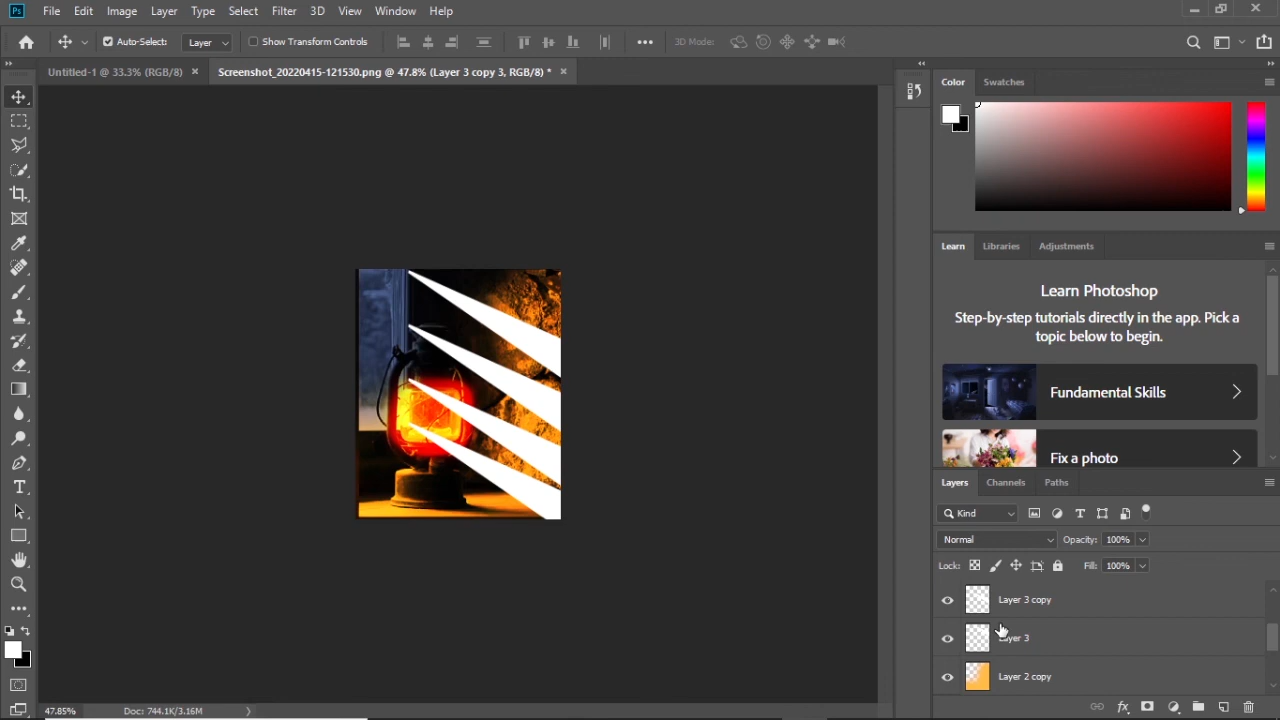 Ps File Edit Image Layer Type Select Filter 3D View Window Help
Auto-Select: Layer Show Transform Controls 3D Mode:
Untitled-1 @ 33.3% (RGB/8) × Screenshot_20220415-121530.png @ 47.8% (Layer 3 copy 3, RGB/8) * ×
Color Swatches
Learn Libraries Adjustments
Learn Photoshop
Step-by-step tutorials directly in the app. Pick a
topic below to begin.
Fundamental Skills
Fix a photo
Layers Channels Paths
Kind
Normal Opacity: 100%
Lock: Fill: 100%
Layer 3 copy
Layer 3
Layer 2 copy
47.85% Doc: 744.1K/3.16M